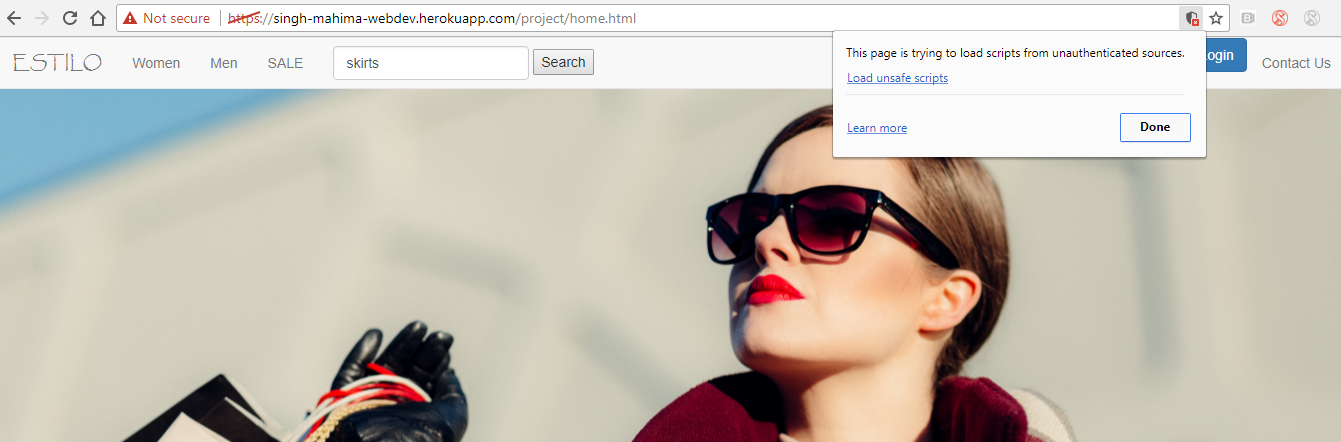 Not secure https://singh-mahima-webdev.herokuapp.com/project/home.html
This page is trying to load scripts from unauthenticated sources.
Load unsafe scripts
Learn more Done
ESTILO Women Men SALE skirts Search Login Contact Us